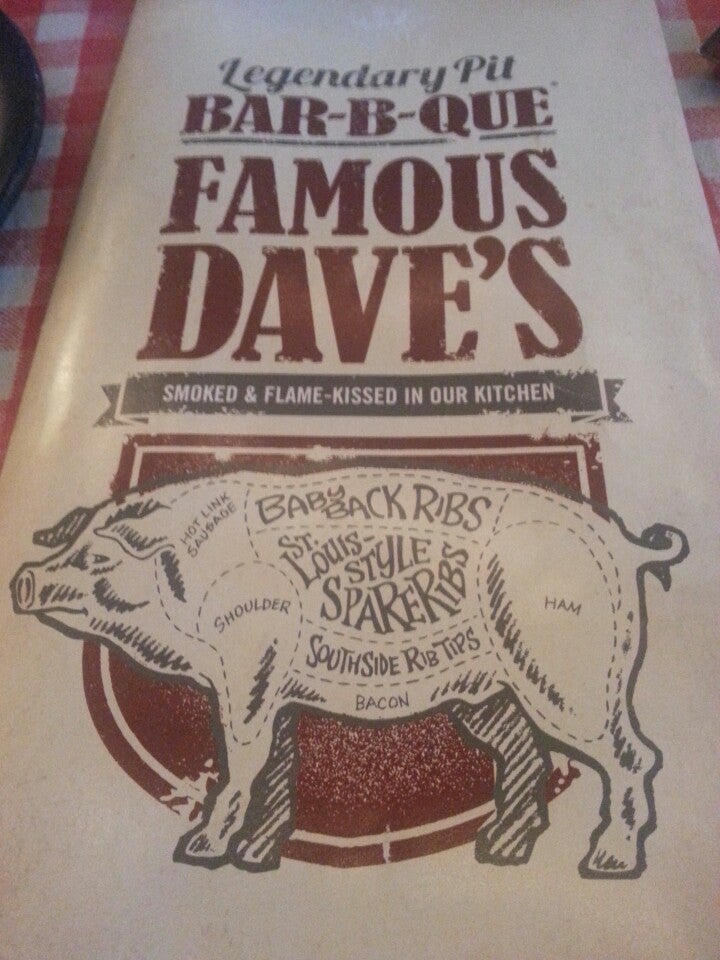 Legendary Pit
BAR-B-QUE
FAMOUS
DAVE'S
SMOKED & FLAME-KISSED IN OUR KITCHEN
HOT LINK
SAUSAGE
BABY BACK RIBS
ST.
LOUIS-
STYLE
SPARERIBS
SHOULDER
HAM
SOUTHSIDE RIB TIPS
BACON